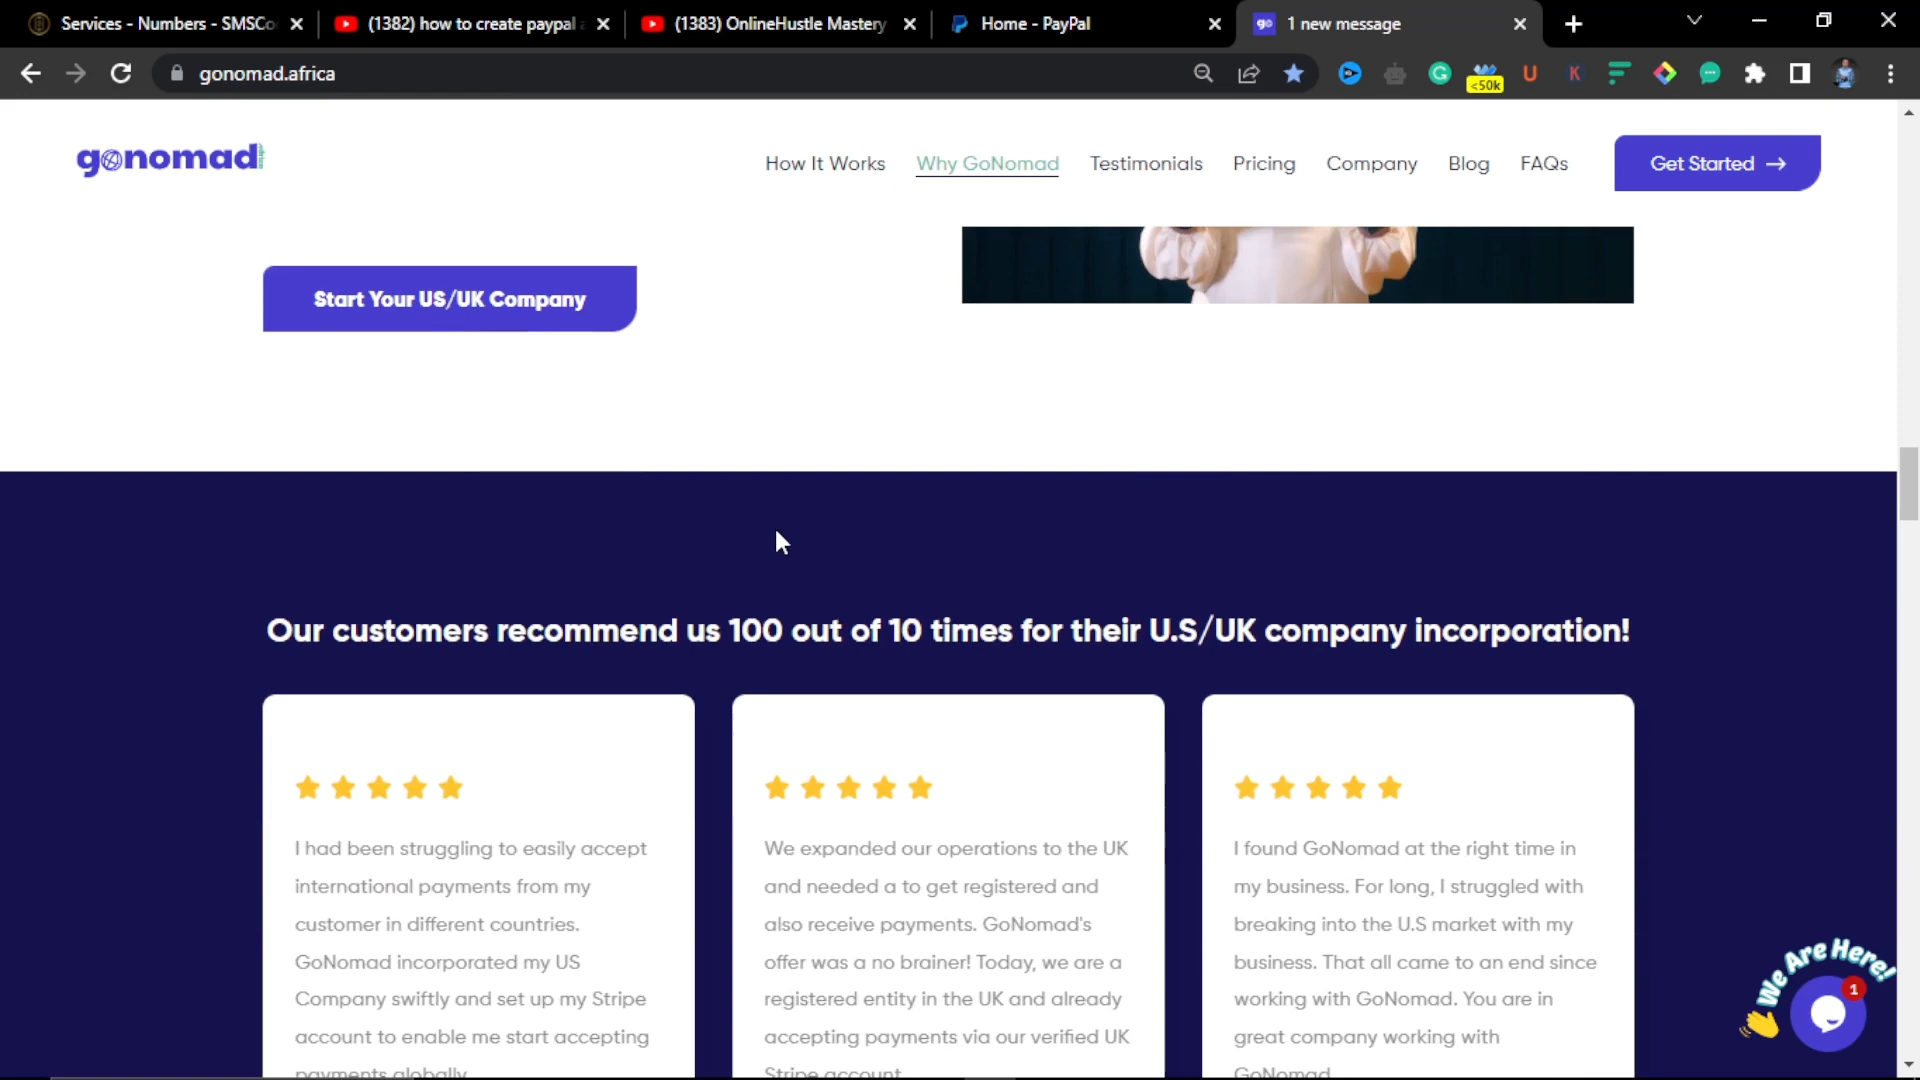 Services - Numbers - SMSCo
(1382) how to create paypal a
(1383) OnlineHustle Mastery
Home - PayPal
go 1 new message
gonomad.africa
G
<50k
U
K
gonomad
How It Works
Why GoNomad
Testimonials
Pricing
Company
Blog
FAQs
Get Started →
Start Your US/UK Company
Our customers recommend us 100 out of 10 times for their U.S/UK company incorporation!
I had been struggling to easily accept
international payments from my
customer in different countries.
GoNomad incorporated my US
Company swiftly and set up my Stripe
account to enable me start accepting
payments globally
We expanded our operations to the UK
and needed a to get registered and
also receive payments. GoNomad's
offer was a no brainer! Today, we are a
registered entity in the UK and already
accepting payments via our verified UK
Stripe account
I found GoNomad at the right time in
my business. For long, I struggled with
breaking into the U.S market with my
business. That all came to an end since
working with GoNomad. You are in
great company working with
GoNomad
We Are Here!
1